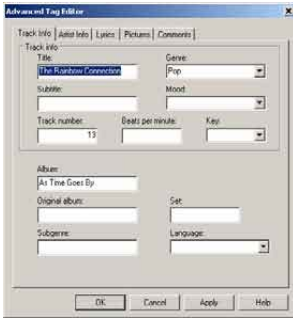 Advanced Tag Editor
Track Info Artist Info Lyrics Pictures Comments
Track info
Title: Genre:
The Rainbow Connection Pop
Subtitle: Mood:
Track number: Beats per minute: Key:
13
Album:
As Time Goes By
Original album: Set:
Subgenre: Language:
OK Cancel Apply Help